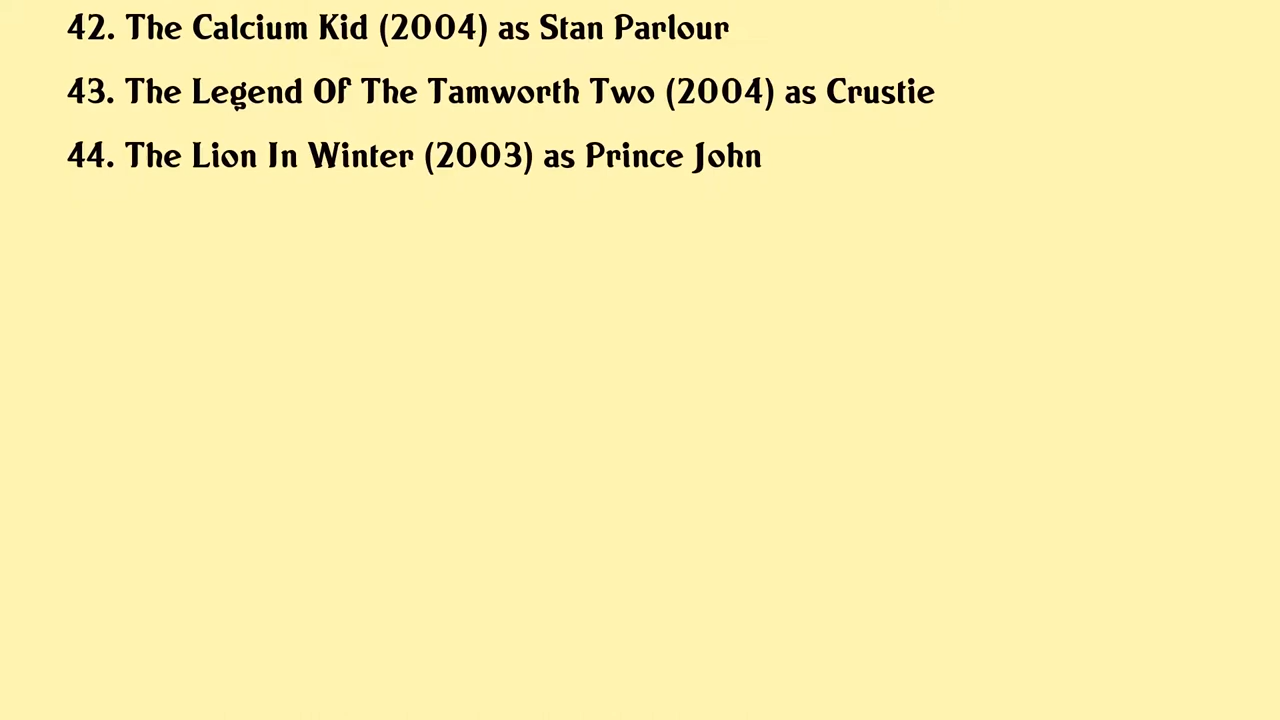 42. The Calcium Kid (2004) as Stan Parlour
43. The Legend Of The Tamworth Two (2004) as Crustie
44. The Lion In Winter (2003) as Prince John